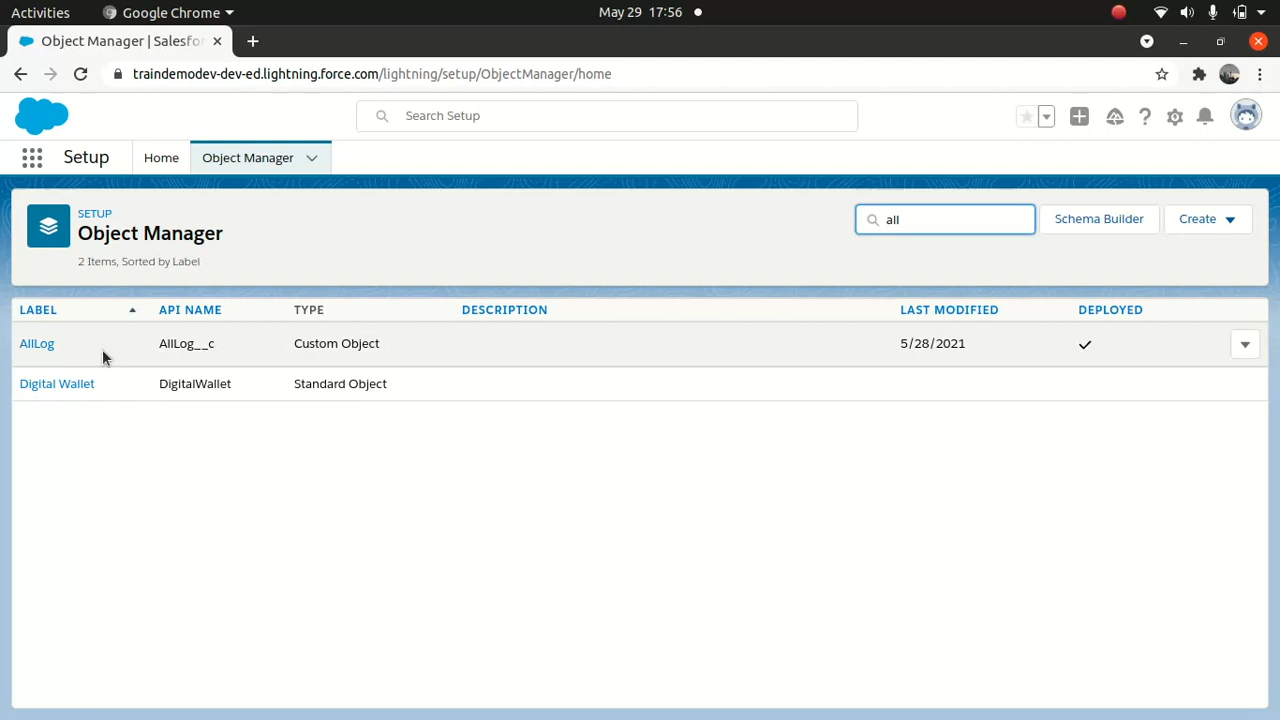 Activities Google Chrome May 29 17:56
Object Manager | Salesfor
traindemodev-dev-ed.lightning.force.com/lightning/setup/ObjectManager/home
Search Setup
Setup Home Object Manager
SETUP
Object Manager
2 Items, Sorted by Label
all Schema Builder Create
LABEL API NAME TYPE DESCRIPTION LAST MODIFIED DEPLOYED
AllLog AllLog__c Custom Object 5/28/2021
Digital Wallet DigitalWallet Standard Object